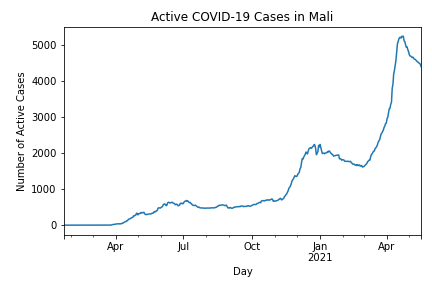 Active COVID-19 Cases in Mali
Number of Active Cases
5000
4000
3000
2000
1000
0
Apr
Jul
Oct
Jan
2021
Apr
Day